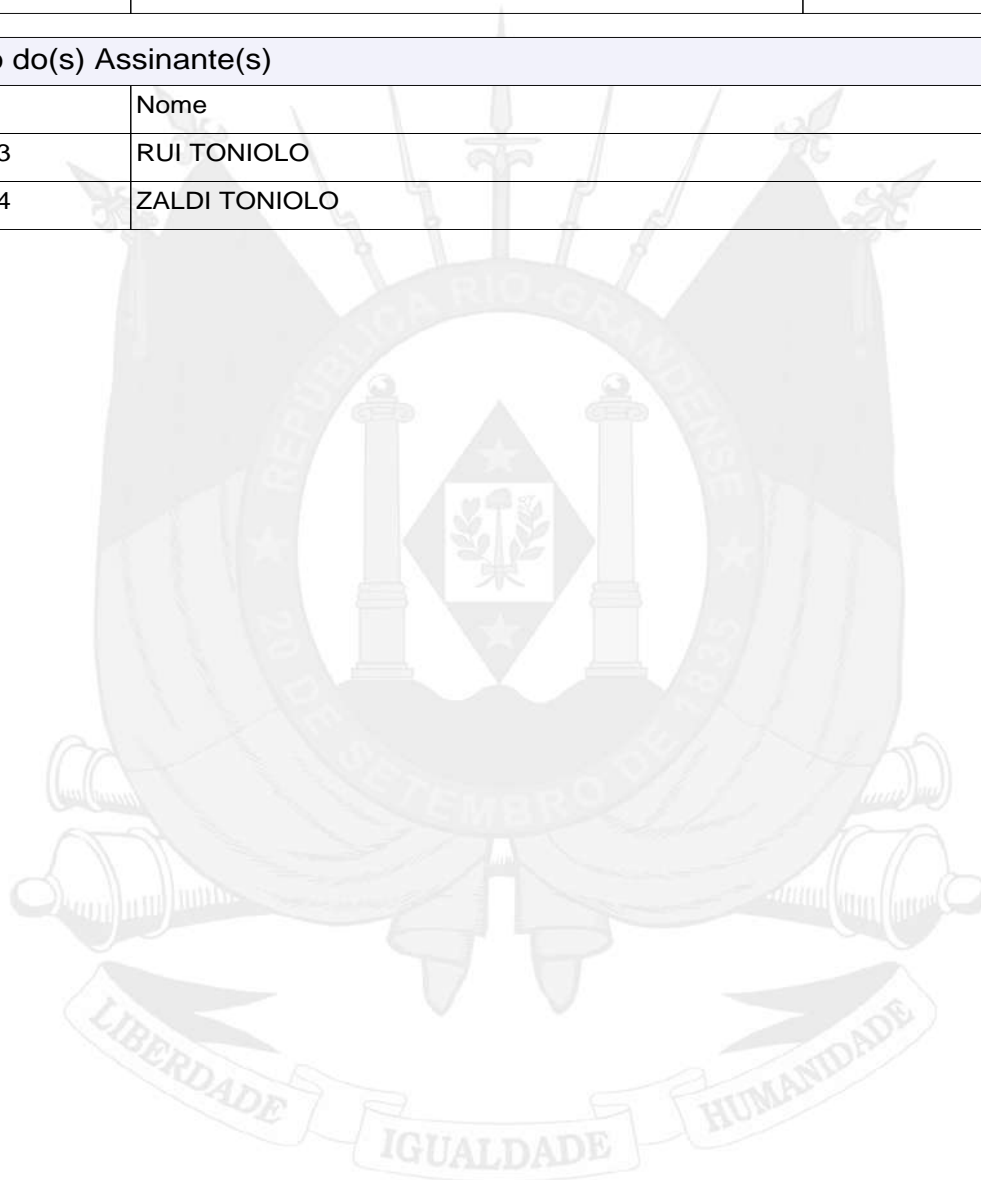 o do(s) Assinante(s)
Nome
3 RUI TONIOLO
4 ZALDI TONIOLO
REPÚBLICA RIO-GRANDENSE
★ 20 DE SETEMBRO DE 1835 ★
LIBERDADE IGUALDADE HUMANIDADE